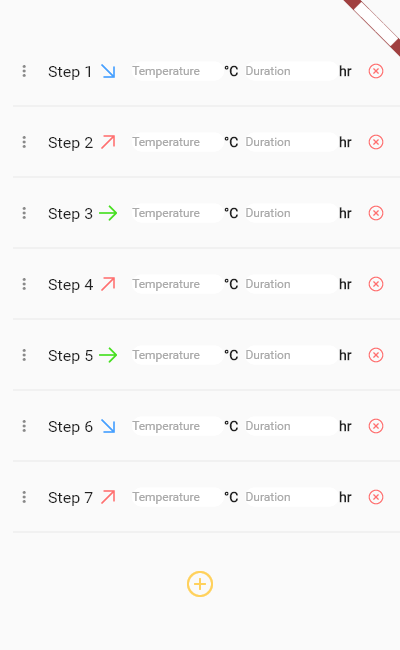 Step 1 Temperature °C Duration hr
Step 2 Temperature °C Duration hr
Step 3 Temperature °C Duration hr
Step 4 Temperature °C Duration hr
Step 5 Temperature °C Duration hr
Step 6 Temperature °C Duration hr
Step 7 Temperature °C Duration hr